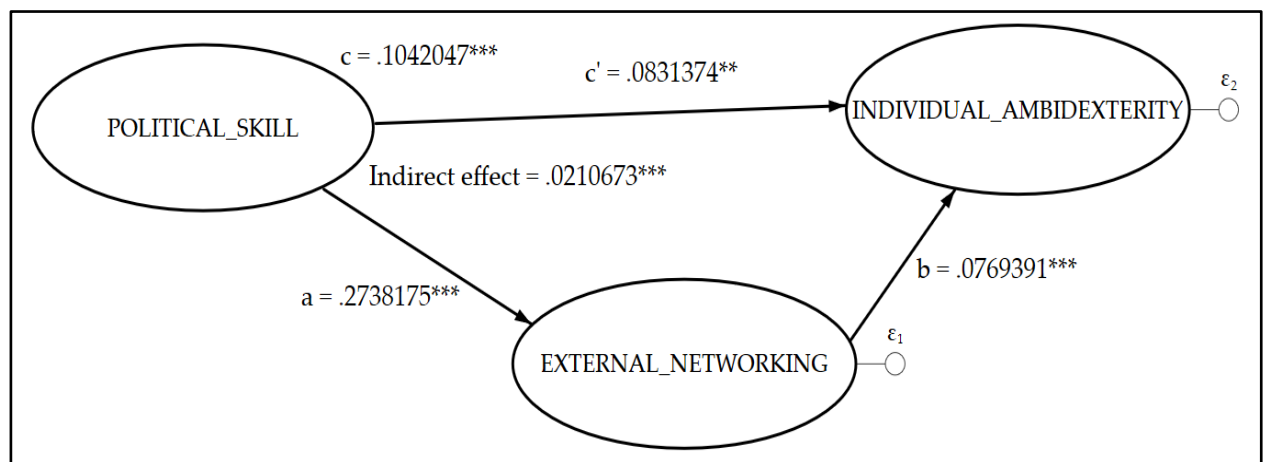 c = .1042047***
c' = .0831374**
ε₂
POLITICAL_SKILL
INDIVIDUAL_AMBIDEXTERITY
Indirect effect = .0210673***
a = .2738175***
b = .0769391***
ε₁
EXTERNAL_NETWORKING